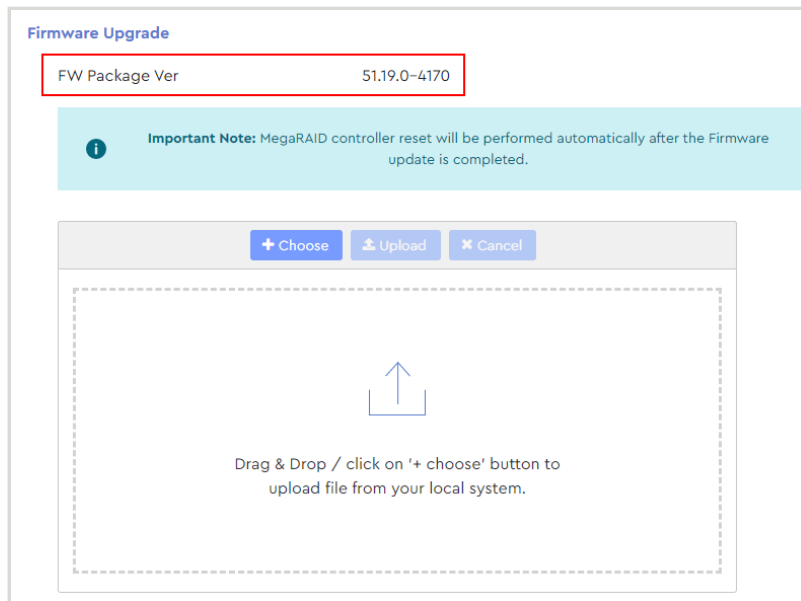 Firmware Upgrade
FW Package Ver 51.19.0-4170
Important Note: MegaRAID controller reset will be performed automatically after the Firmware
update is completed.
+ Choose Upload × Cancel
Drag & Drop / click on '+ choose' button to
upload file from your local system.